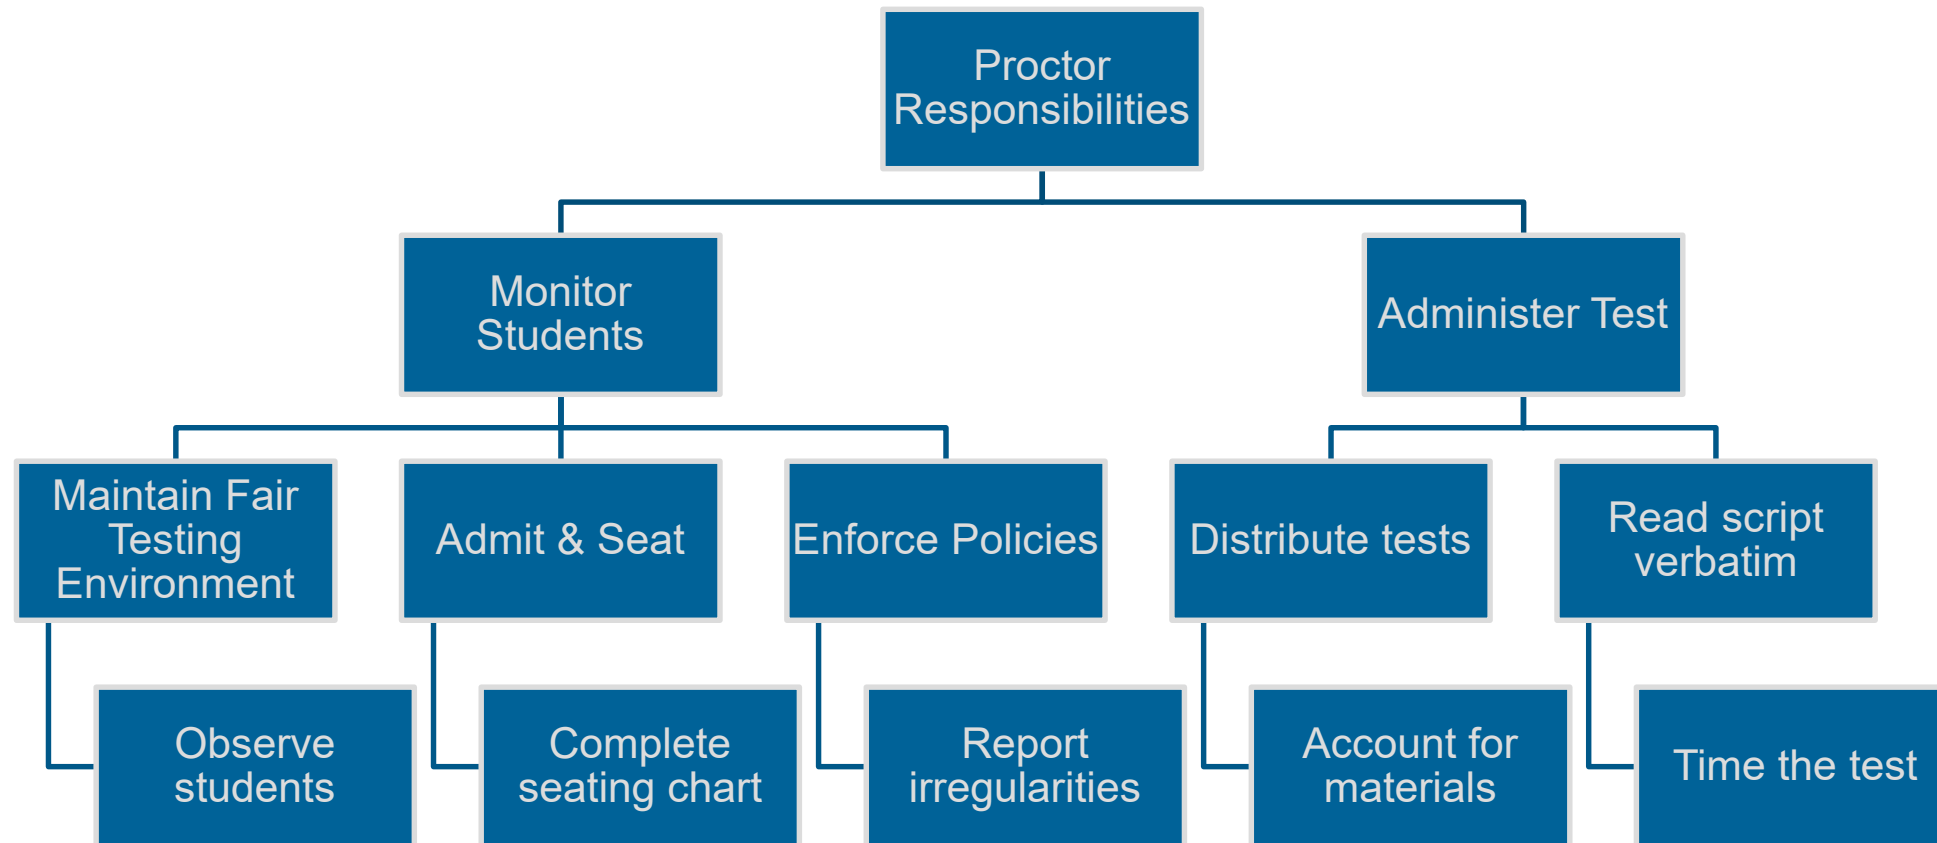 Proctor
Responsibilities
Monitor
Students
Administer Test
Maintain Fair
Testing
Environment
Admit & Seat
Enforce Policies
Distribute tests
Read script
verbatim
Observe
students
Complete
seating chart
Report
irregularities
Account for
materials
Time the test